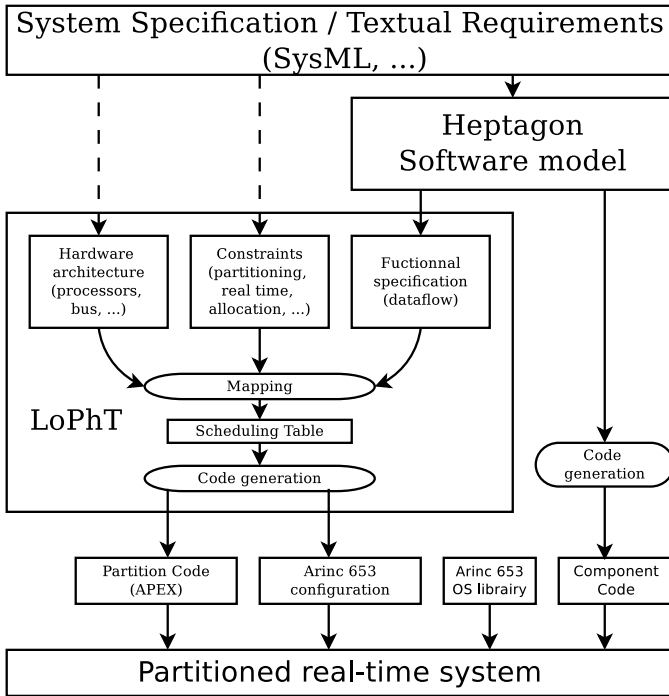 System Specification / Textual Requirements
(SysML, ...)
Heptagon
Software model
Hardware
architecture
(processors,
bus, ...)
Constraints
(partitioning,
real time,
allocation, ...)
Fuctionnal
specification
(dataflow)
Mapping
LoPhT
Scheduling Table
Code generation
Code
generation
Partition Code
(APEX)
Arinc 653
configuration
Arinc 653
OS librairy
Component
Code
Partitioned real-time system